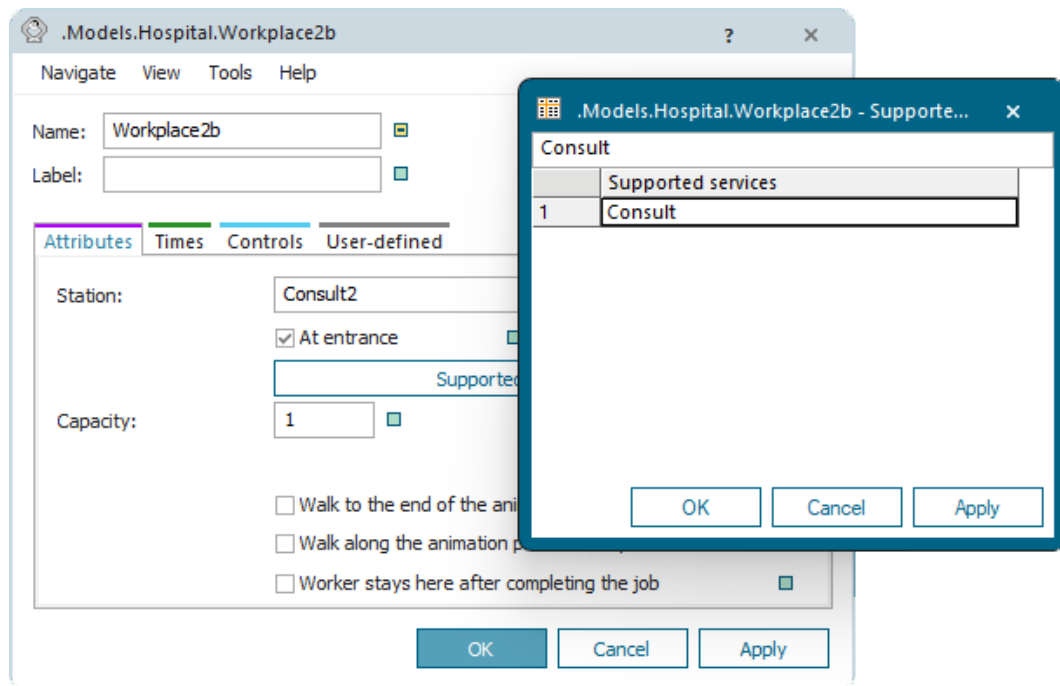 .Models.Hospital.Workplace2b
? ×
Navigate View Tools Help
Name: Workplace2b
Label:
Attributes Times Controls User-defined
Station: Consult2
At entrance
Supported
Capacity: 1
Walk to the end of the ani
Walk along the animation
Worker stays here after completing the job
OK Cancel Apply
.Models.Hospital.Workplace2b - Supporte... ×
Consult
Supported services
1 Consult
OK Cancel Apply